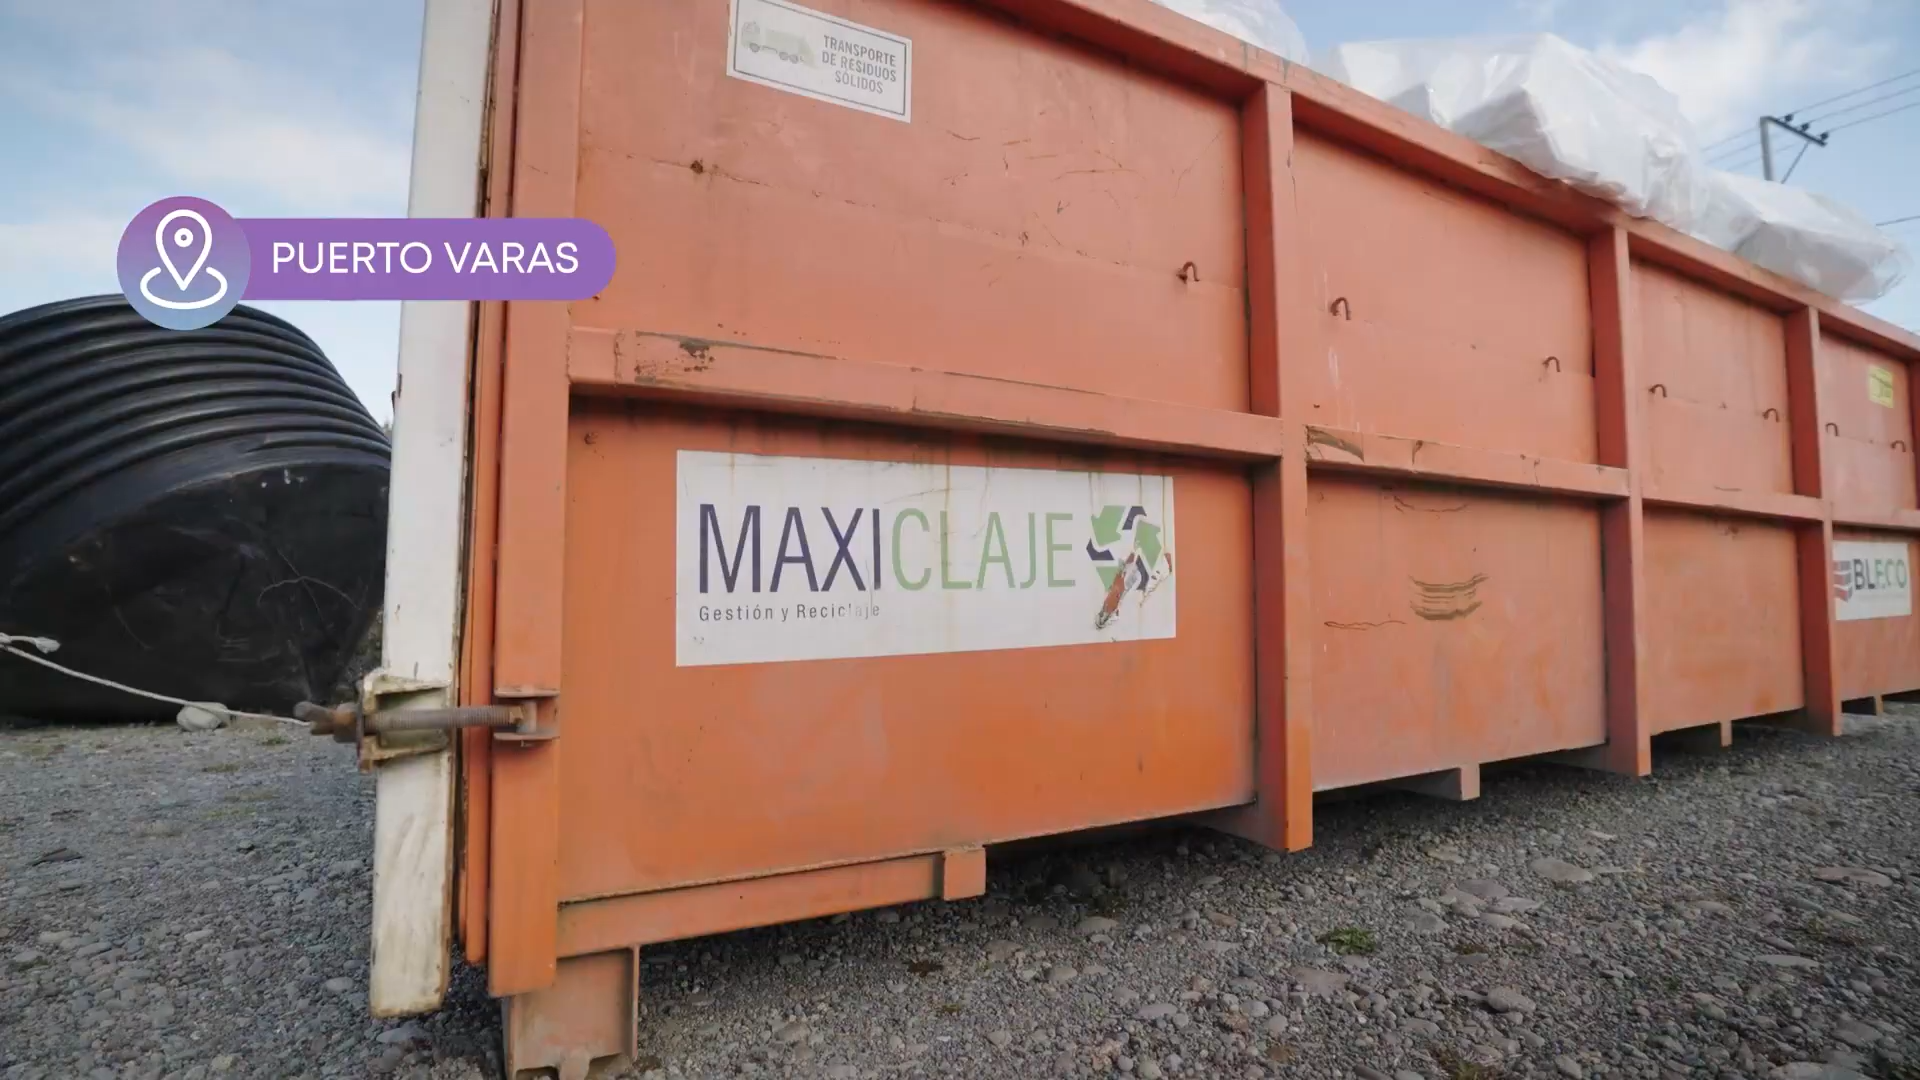 TRANSPORTE
DE RESIDUOS
SÓLIDOS
PUERTO VARAS
MAXICLAJE
Gestión y Reciclaje
BLECO